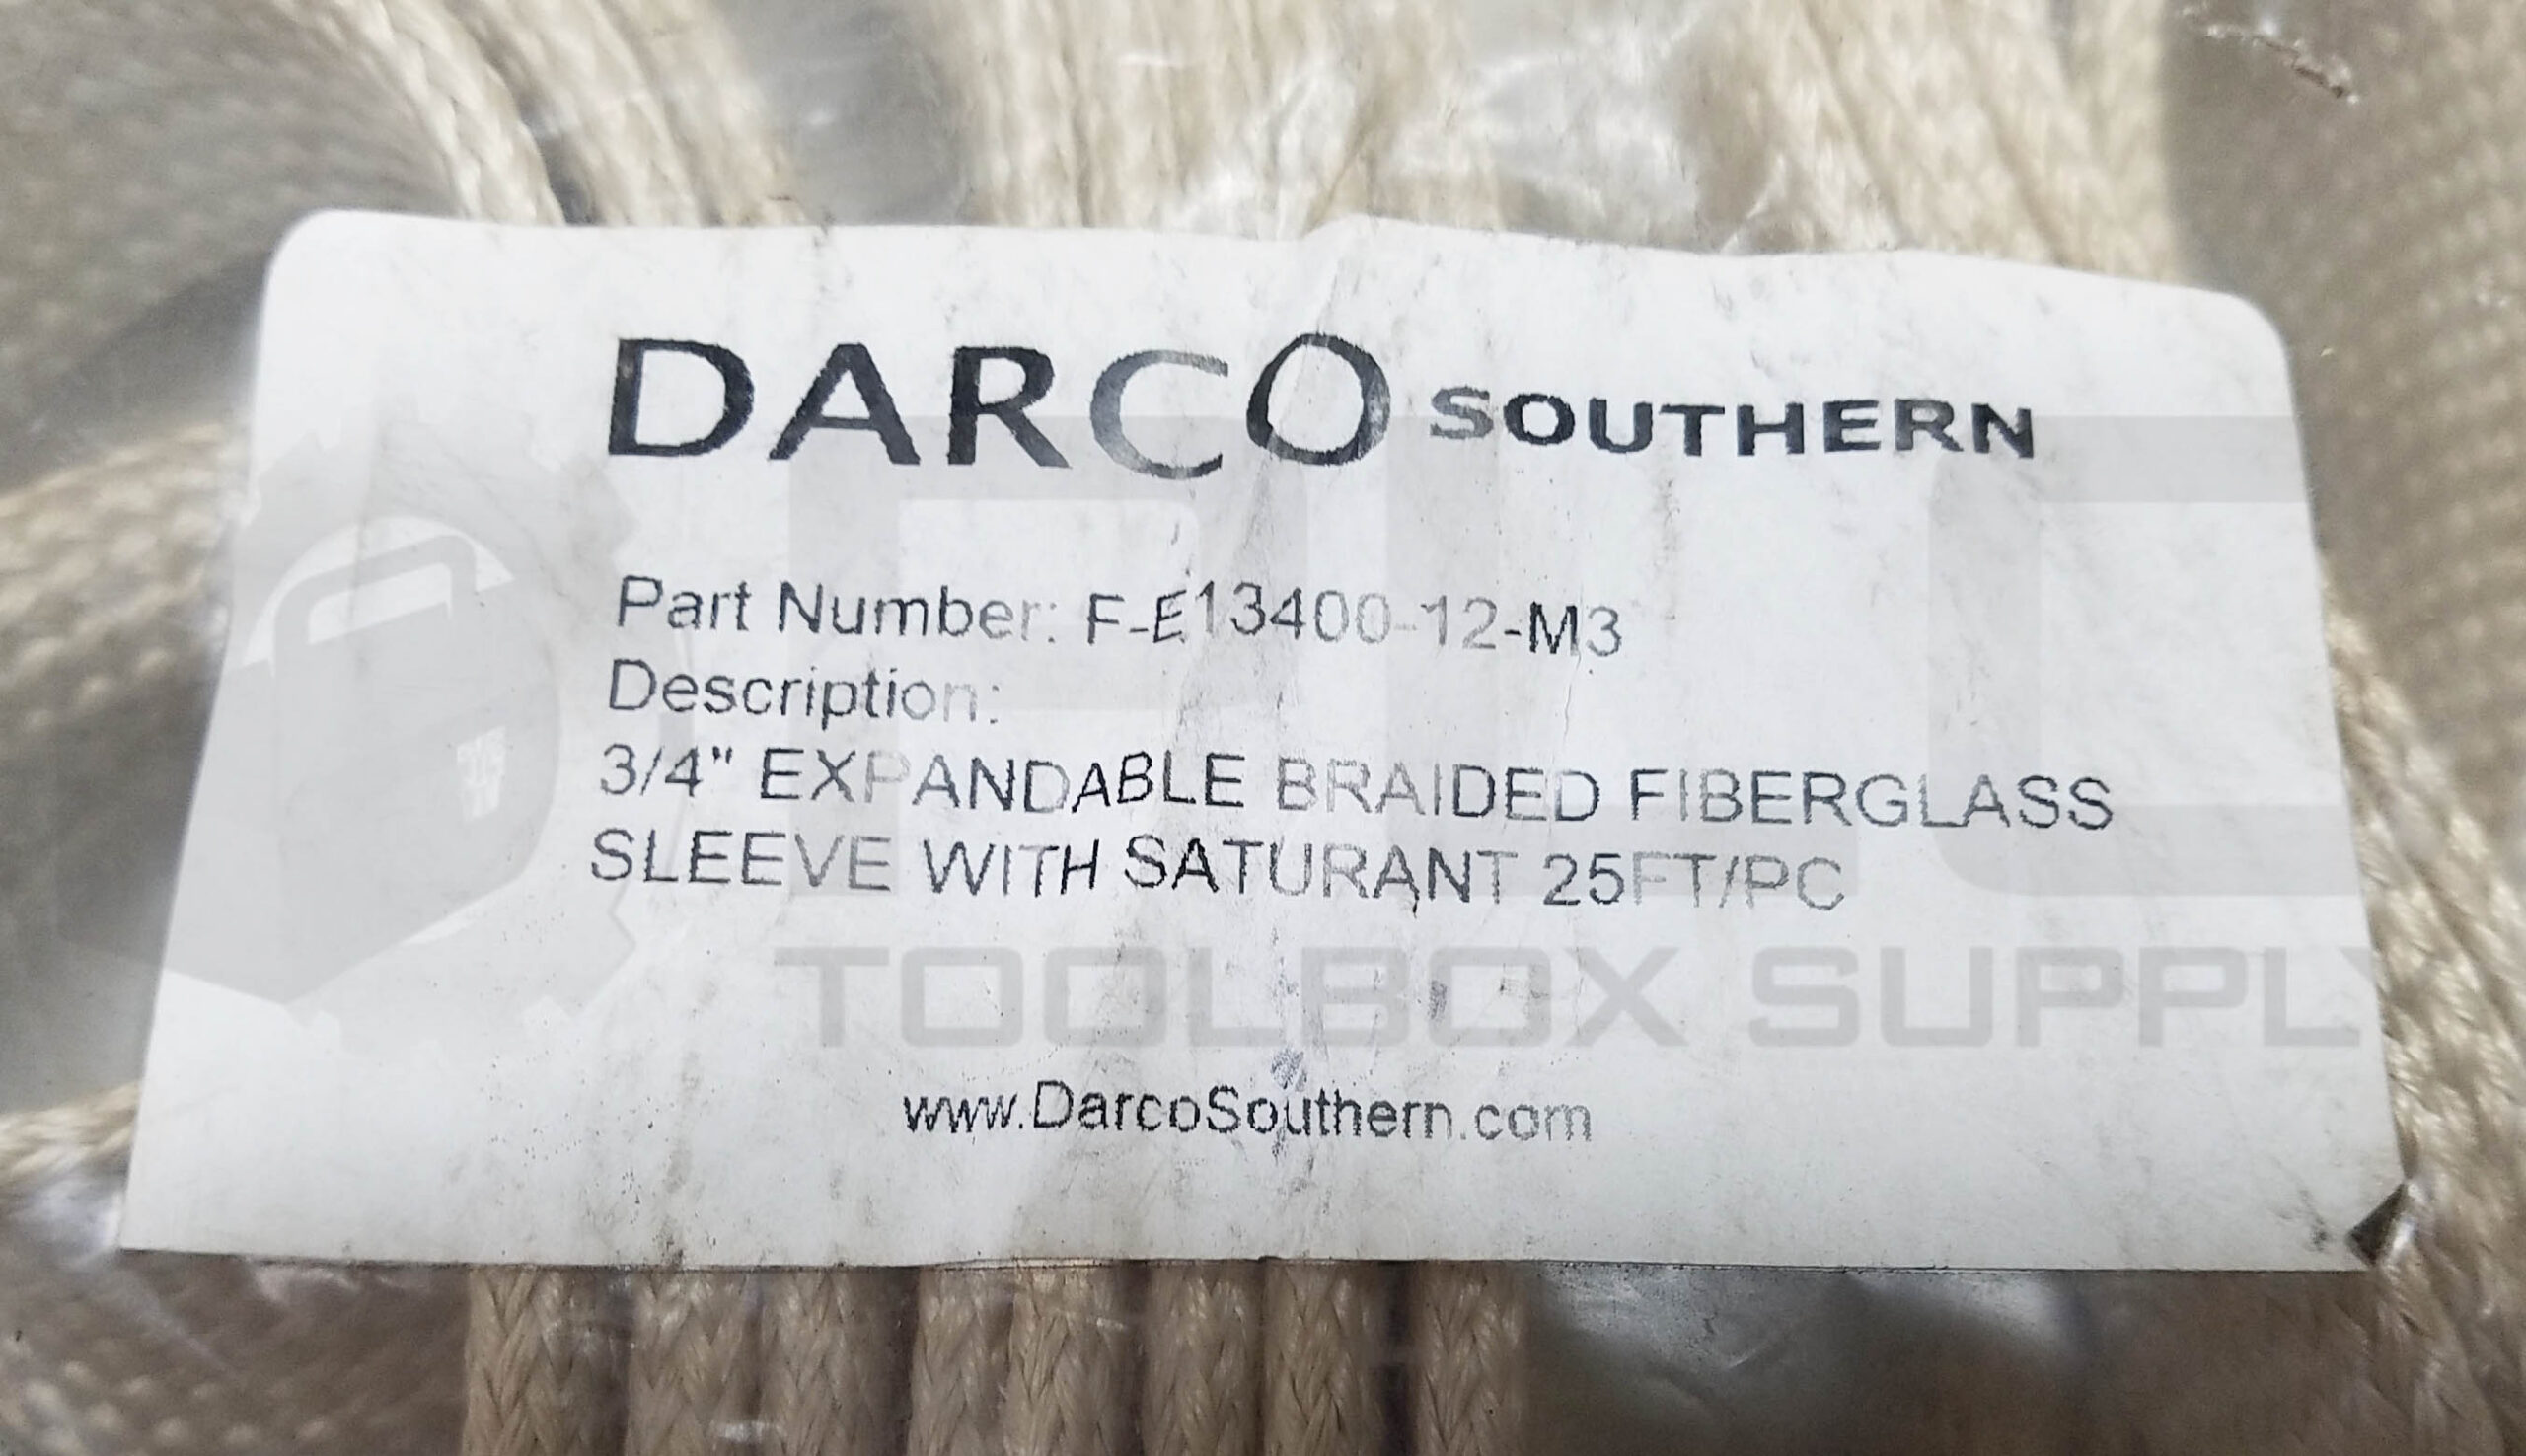 DARCO SOUTHERN
Part Number: F-E13400-12-M3
Description:
3/4" EXPANDABLE BRAIDED FIBERGLASS
SLEEVE WITH SATURANT 25FT/PC
TOOLBOX SUPPLY
www.DarcoSouthern.com